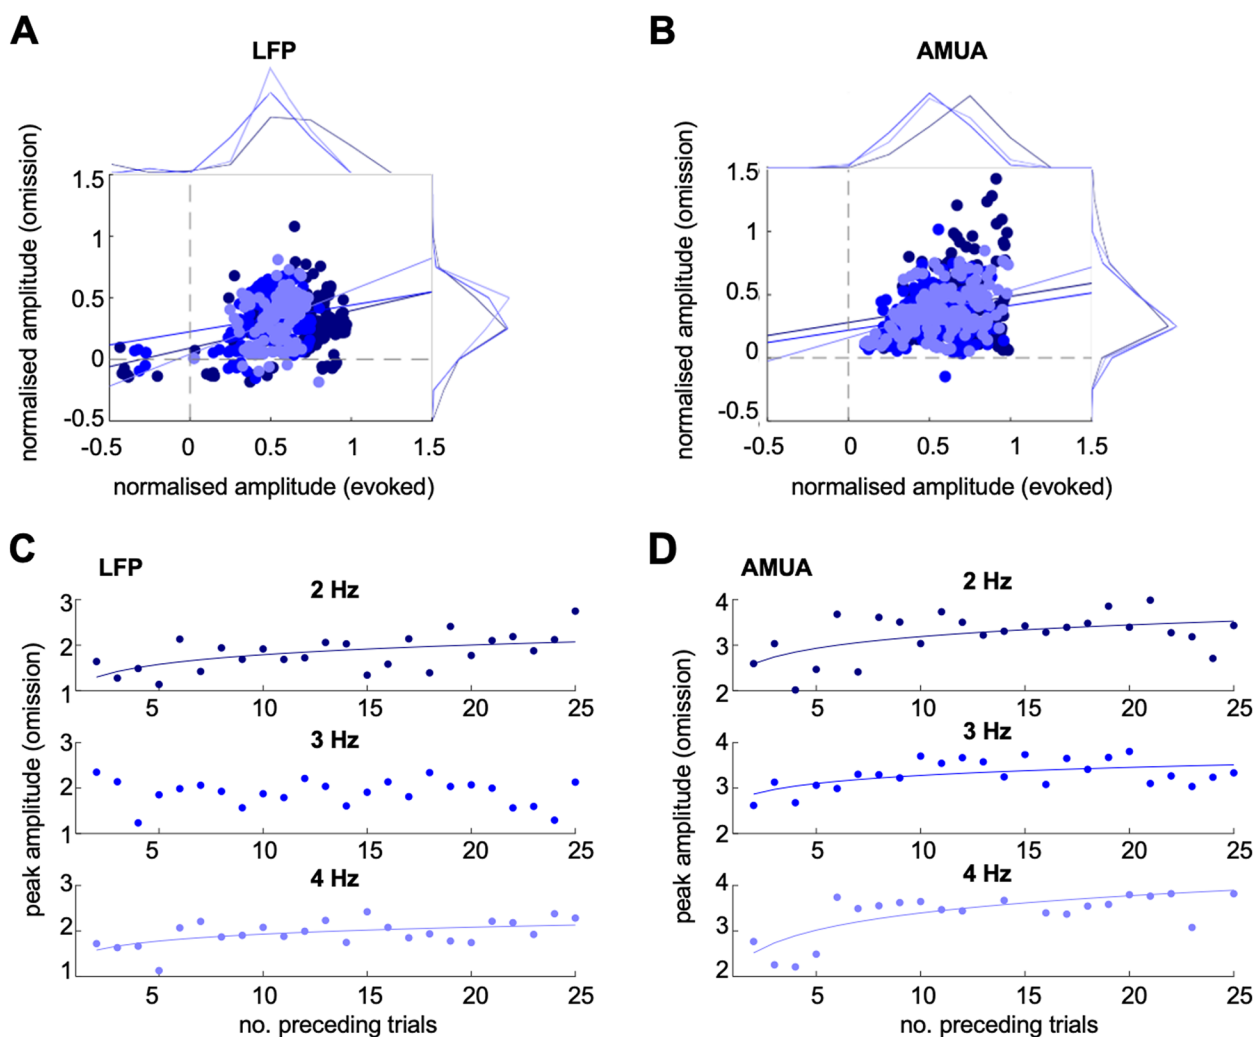 A
B
LFP
AMUA
normalised amplitude (omission)
1.5
1
0.5
0
-0.5
-0.5 0 0.5 1 1.5
normalised amplitude (evoked)
normalised amplitude (omission)
1.5
1
0.5
0
-0.5
-0.5 0 0.5 1 1.5
normalised amplitude (evoked)
C
LFP
2 Hz
3
2
1
5 10 15 20 25
3 Hz
3
2
1
5 10 15 20 25
4 Hz
3
2
1
5 10 15 20 25
peak amplitude (omission)
no. preceding trials
D
AMUA
2 Hz
4
3
2
5 10 15 20 25
3 Hz
4
3
2
5 10 15 20 25
4 Hz
4
3
2
5 10 15 20 25
peak amplitude (omission)
no. preceding trials